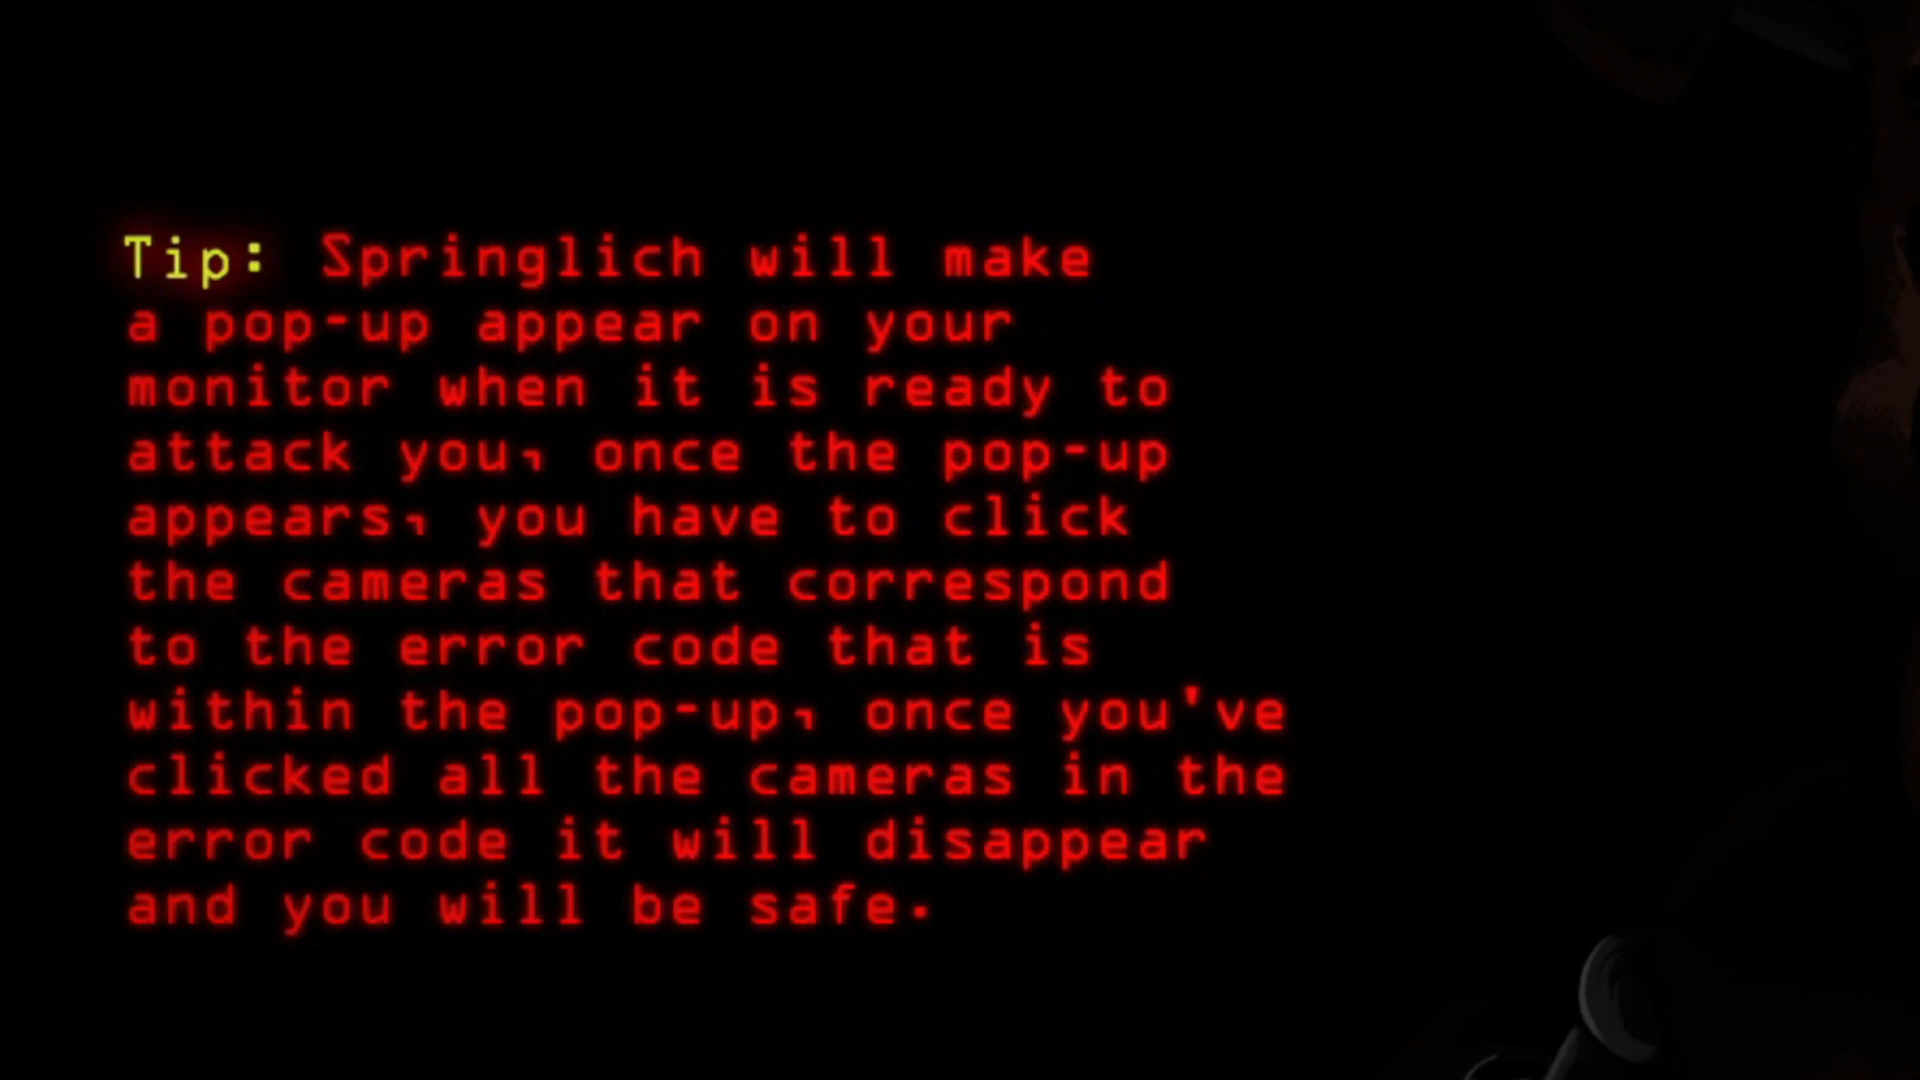 Tip: Springlich will make
a pop-up appear on your
monitor when it is ready to
attack you, once the pop-up
appears, you have to click
the cameras that correspond
to the error code that is
within the pop-up, once you've
clicked all the cameras in the
error code it will disappear
and you will be safe.